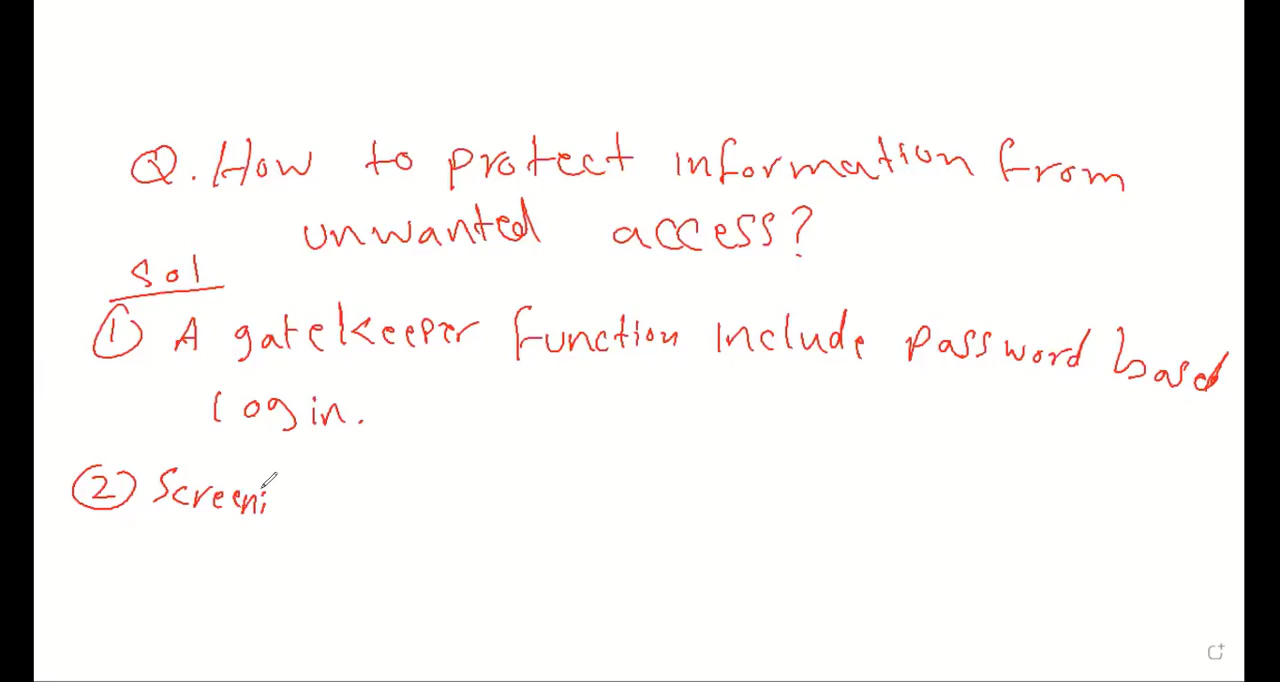 Q. How to protect information from
unwanted access?
Sol
① A gatekeeper function include password based
login.
② Screeni